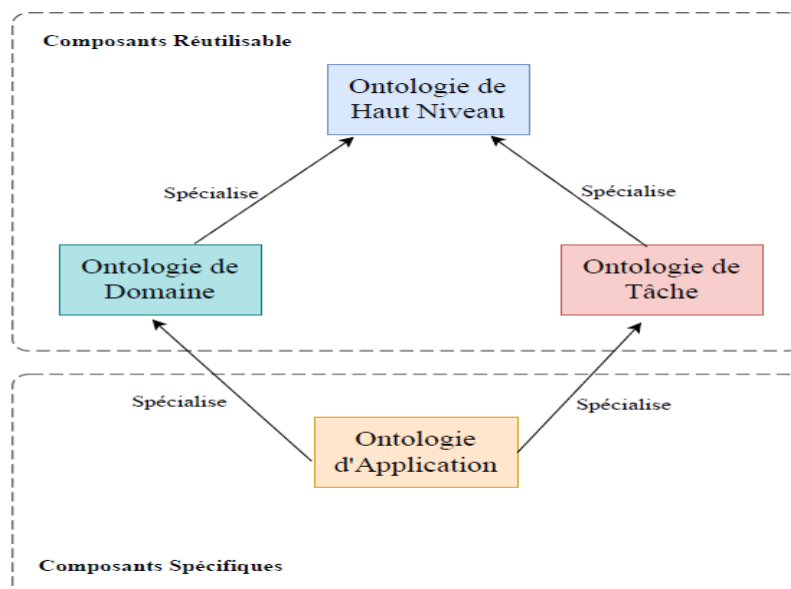 Composants Réutilisable
Ontologie de
Haut Niveau
Spécialise
Spécialise
Ontologie de
Domaine
Ontologie de
Tâche
Spécialise
Spécialise
Ontologie
d'Application
Composants Spécifiques